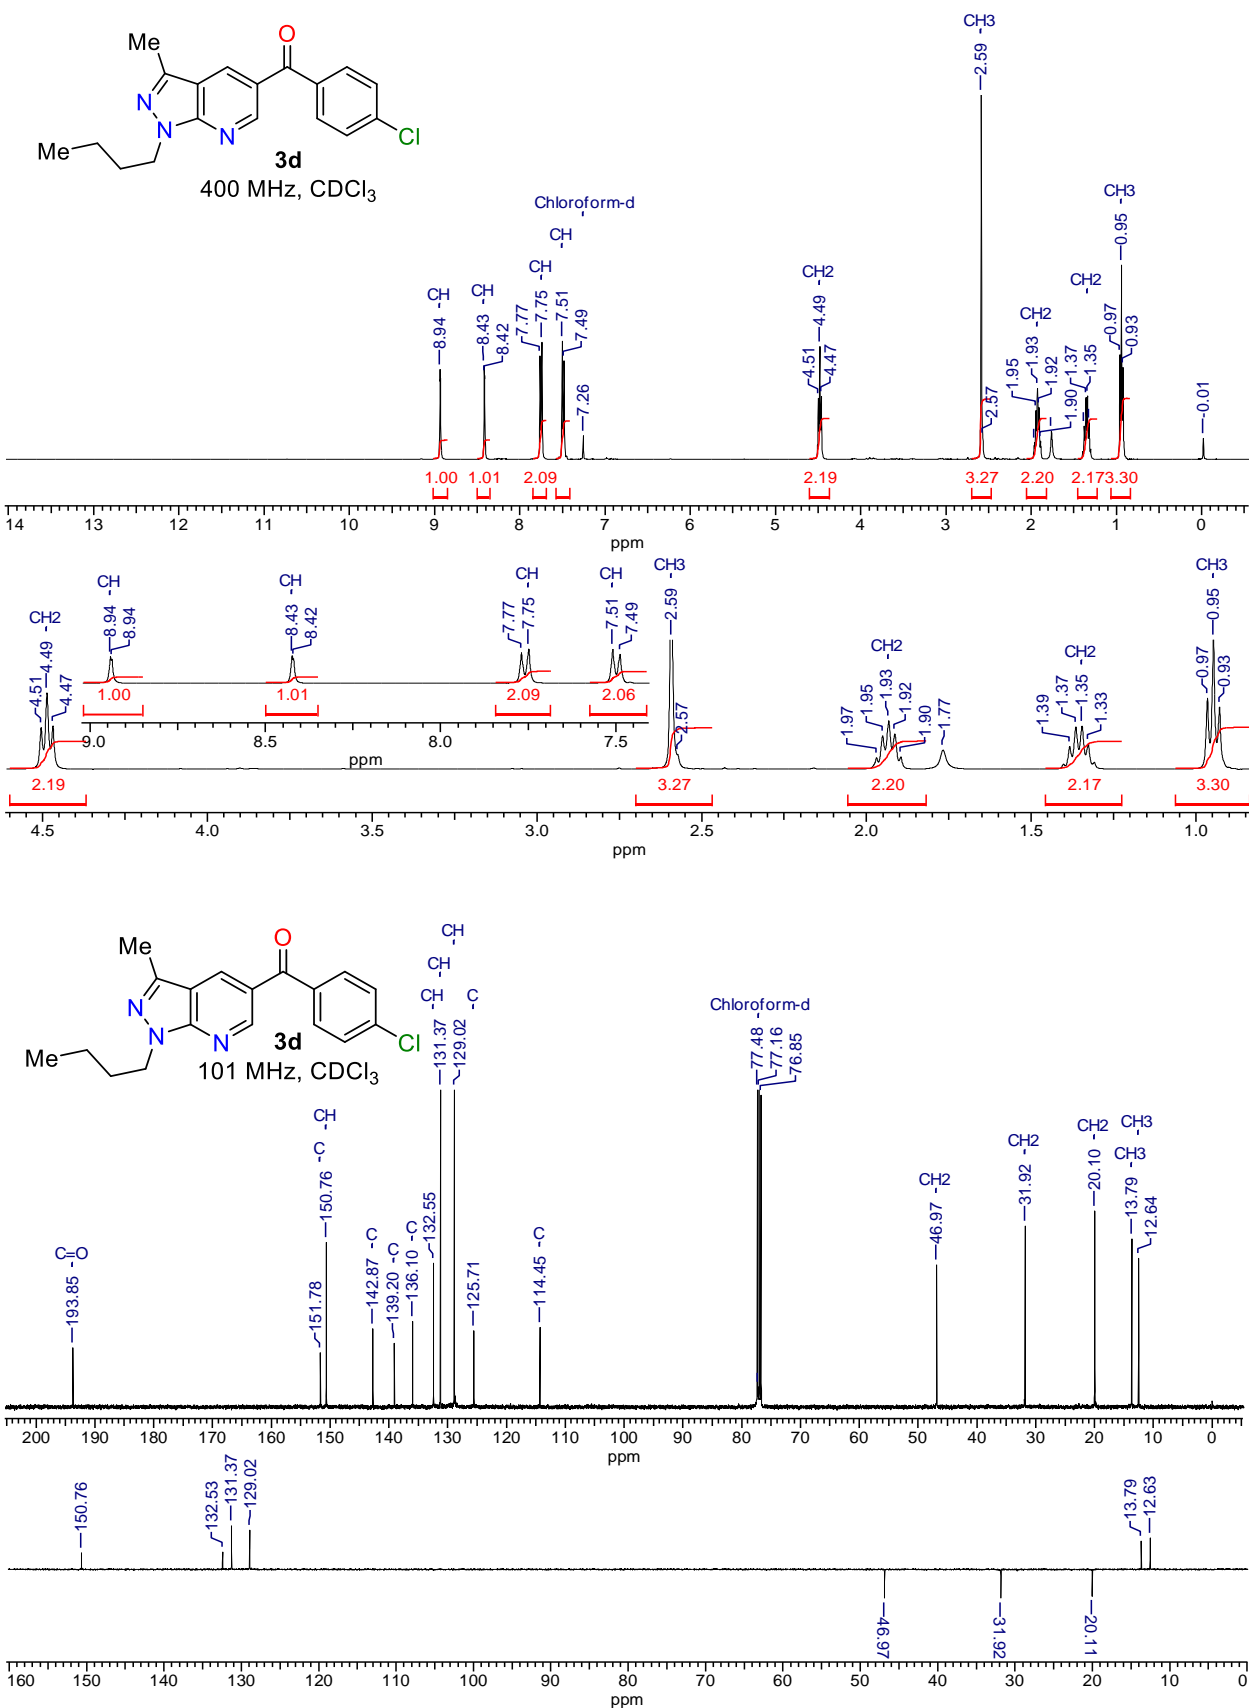 CH3
2.59
Me
O
N
N
N
Me
Cl
3d
400 MHz, CDCl3
Chloroform-d
CH
CH
CH
CH
CH2
CH2
CH2
CH3
8.94
8.43
8.42
7.77
7.75
7.51
7.49
7.26
4.51
4.49
4.47
2.57
1.95
1.93
1.92
1.90
1.37
1.35
0.97
0.95
0.93
-0.01
1.00 1.01 2.09 2.19 3.27 2.20 2.17 3.30
14 13 12 11 10 9 8 7 6 5 4 3 2 1 0
ppm
CH2
CH
CH
CH
CH
CH3
CH2
CH2
CH3
4.51
4.49
4.47
8.94
8.94
8.43
8.42
7.77
7.75
7.51
7.49
2.59
2.57
1.97
1.95
1.93
1.92
1.90
1.77
1.39
1.37
1.35
1.33
0.97
0.95
0.93
1.00 1.01 2.09 2.06
9.0 8.5 8.0 7.5
ppm
2.19 3.27 2.20 2.17 3.30
4.5 4.0 3.5 3.0 2.5 2.0 1.5 1.0
ppm
Me
O
N
N
N
Me
Cl
3d
101 MHz, CDCl3
C=O
C
CH
C
C
C
CH
CH
CH
C
C
Chloroform-d
CH2
CH2
CH2
CH3
CH3
193.85
151.78
150.76
142.87
139.20
136.10
132.55
131.37
129.02
125.71
114.45
77.48
77.16
76.85
46.97
31.92
20.10
13.79
12.64
200 190 180 170 160 150 140 130 120 110 100 90 80 70 60 50 40 30 20 10 0
ppm
150.76
132.53
131.37
129.02
13.79
12.63
46.97
31.92
20.11
160 150 140 130 120 110 100 90 80 70 60 50 40 30 20 10 0
ppm